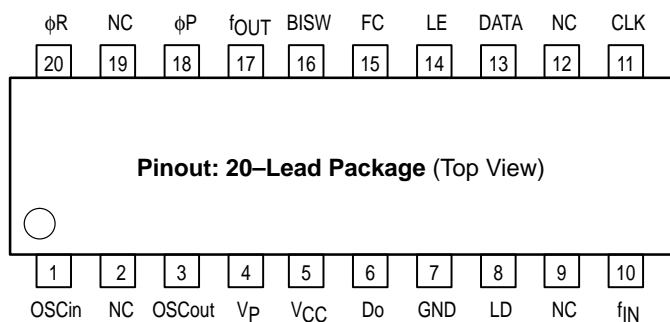 ϕR NC ϕP fOUT BISW FC LE DATA NC CLK
20 19 18 17 16 15 14 13 12 11
Pinout: 20–Lead Package (Top View)
1 2 3 4 5 6 7 8 9 10
OSCin NC OSCout VP VCC Do GND LD NC fIN